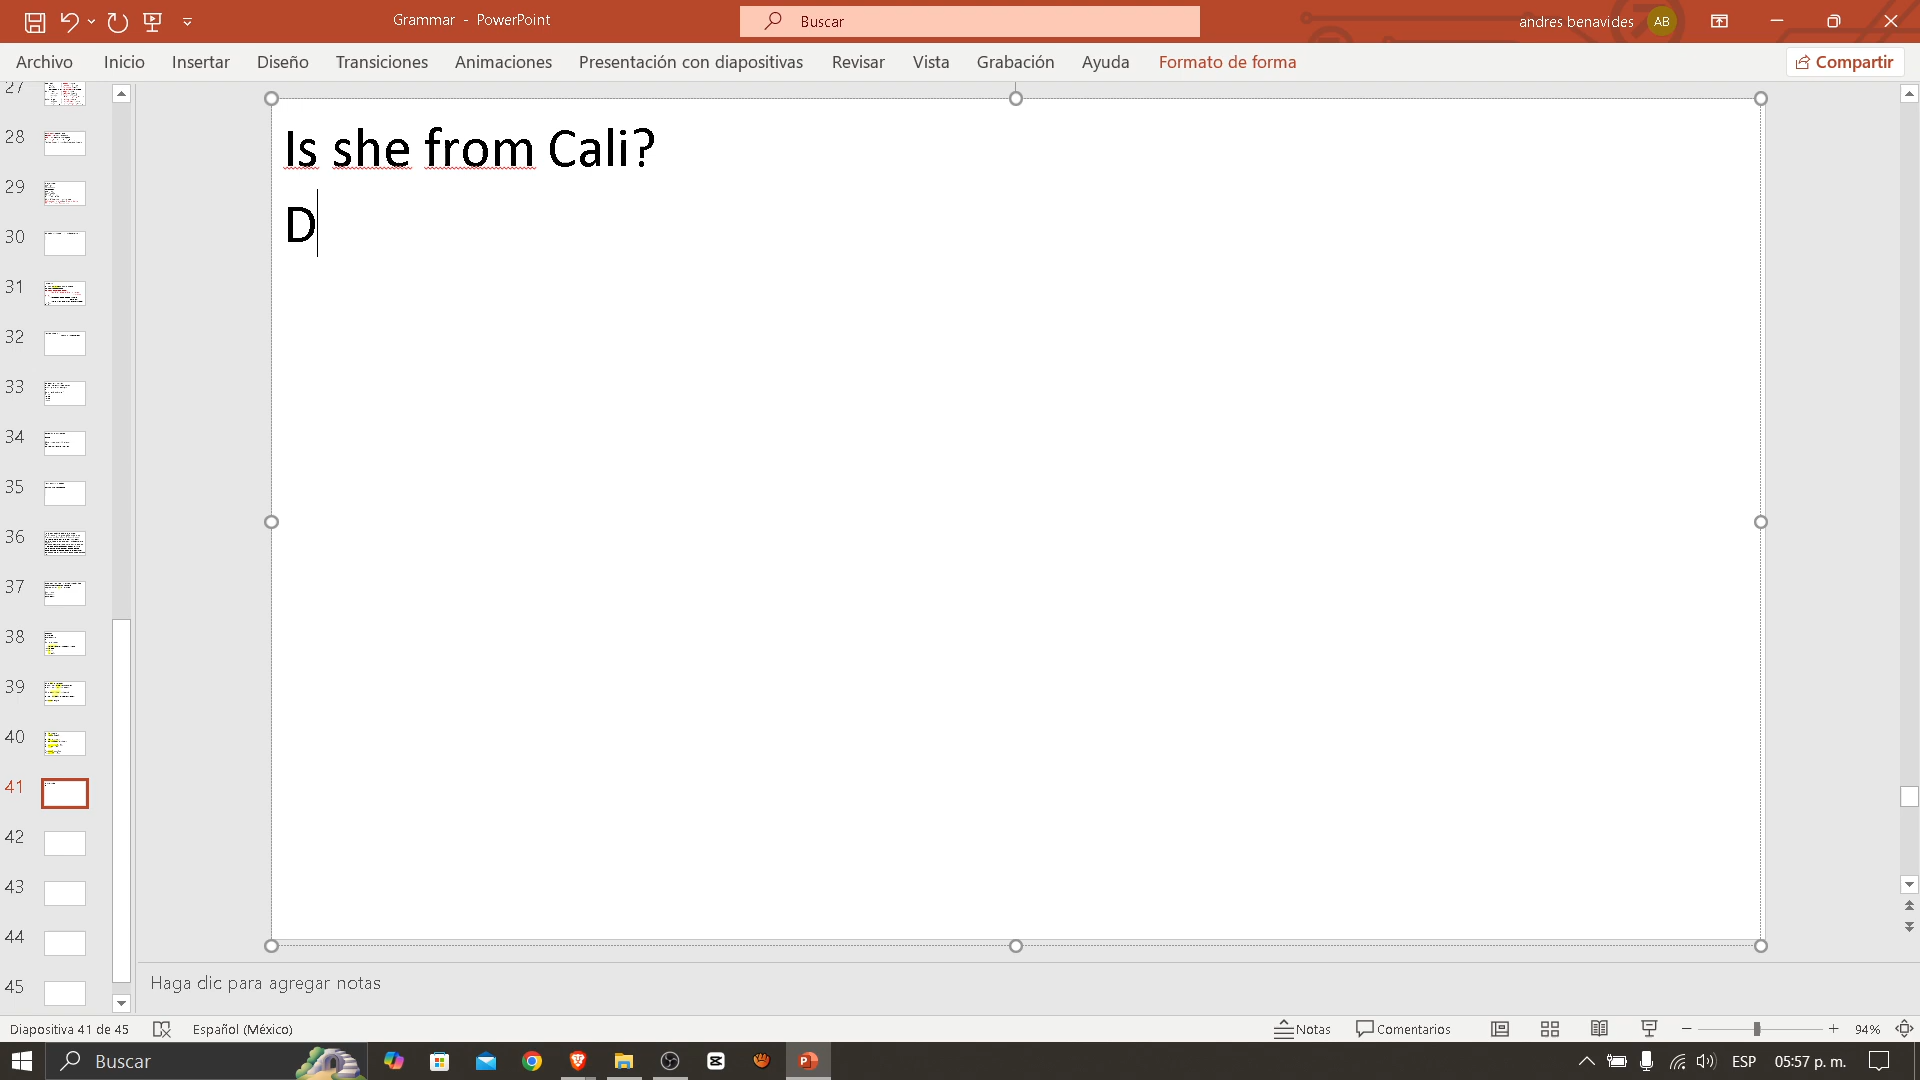 Grammar - PowerPoint
Buscar
andres benavides
AB
Archivo
Inicio
Insertar
Diseño
Transiciones
Animaciones
Presentación con diapositivas
Revisar
Vista
Grabación
Ayuda
Formato de forma
Compartir
27
28
29
30
31
32
33
34
35
36
37
38
39
40
41
42
43
44
45
Is she from Cali?
D
Haga clic para agregar notas
Diapositiva 41 de 45
Español (México)
Notas
Comentarios
94%
Buscar
ESP
05:57 p. m.